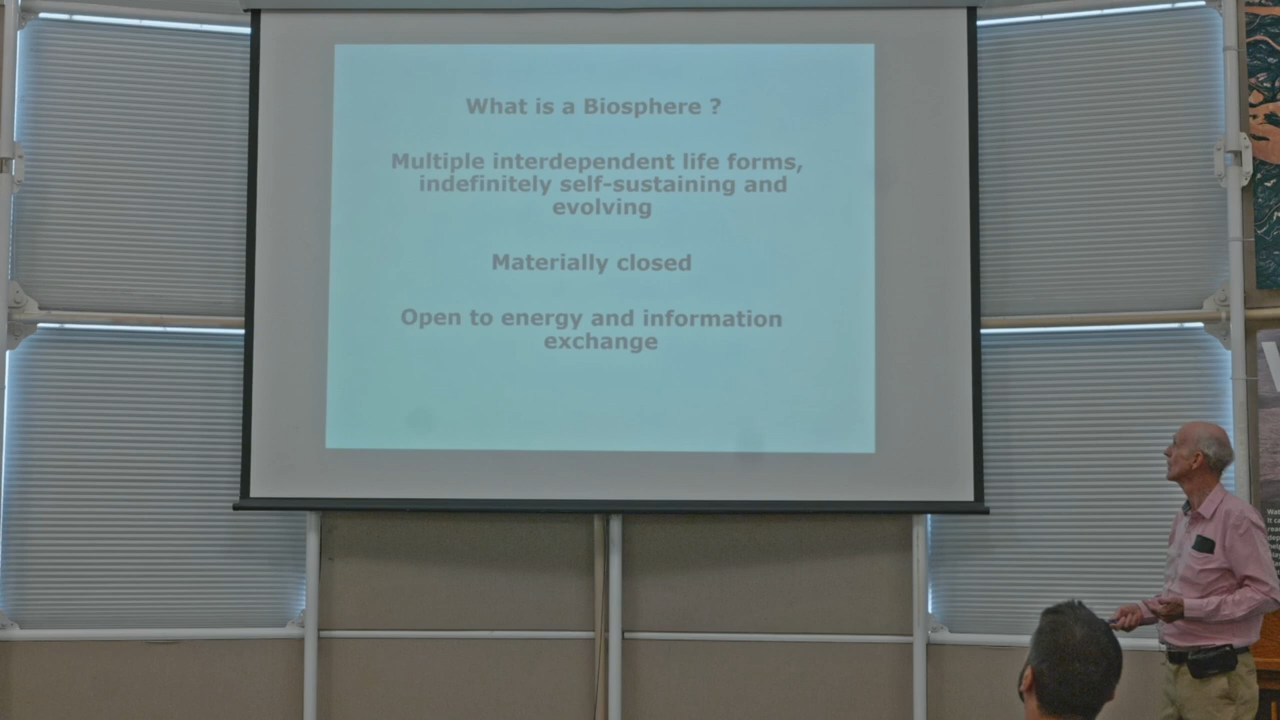 What is a Biosphere ?
Multiple interdependent life forms,
indefinitely self-sustaining and
evolving
Materially closed
Open to energy and information
exchange